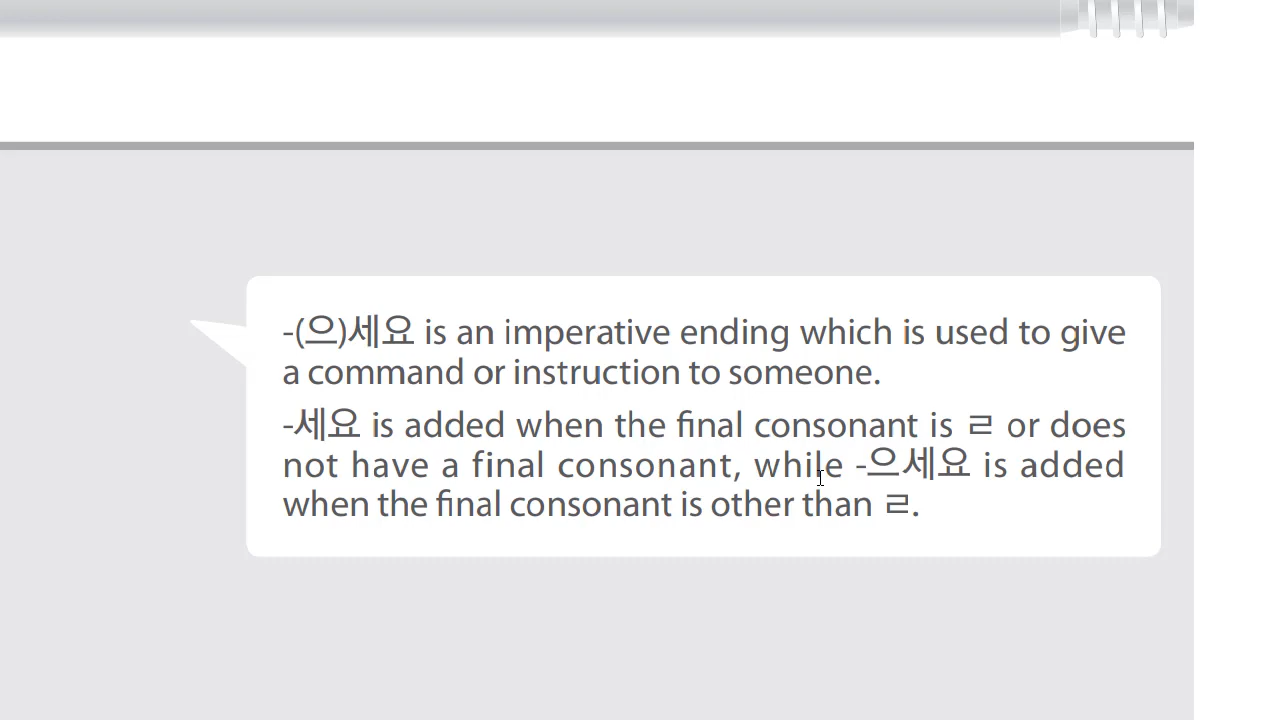 -(으)세요 is an imperative ending which is used to give
a command or instruction to someone.
-세요 is added when the final consonant is ㄹ or does
not have a final consonant, while -으세요 is added
when the final consonant is other than ㄹ.